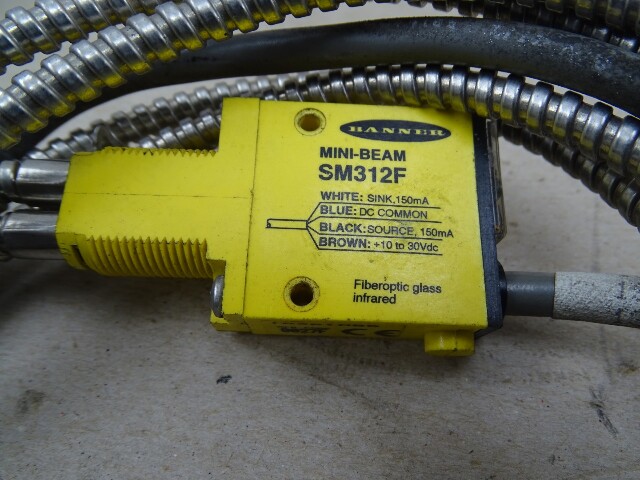 BANNER
MINI-BEAM
SM312F
WHITE: SINK, 150mA
BLUE: DC COMMON
BLACK: SOURCE, 150mA
BROWN: +10 to 30Vdc
Fiberoptic glass
infrared
CE